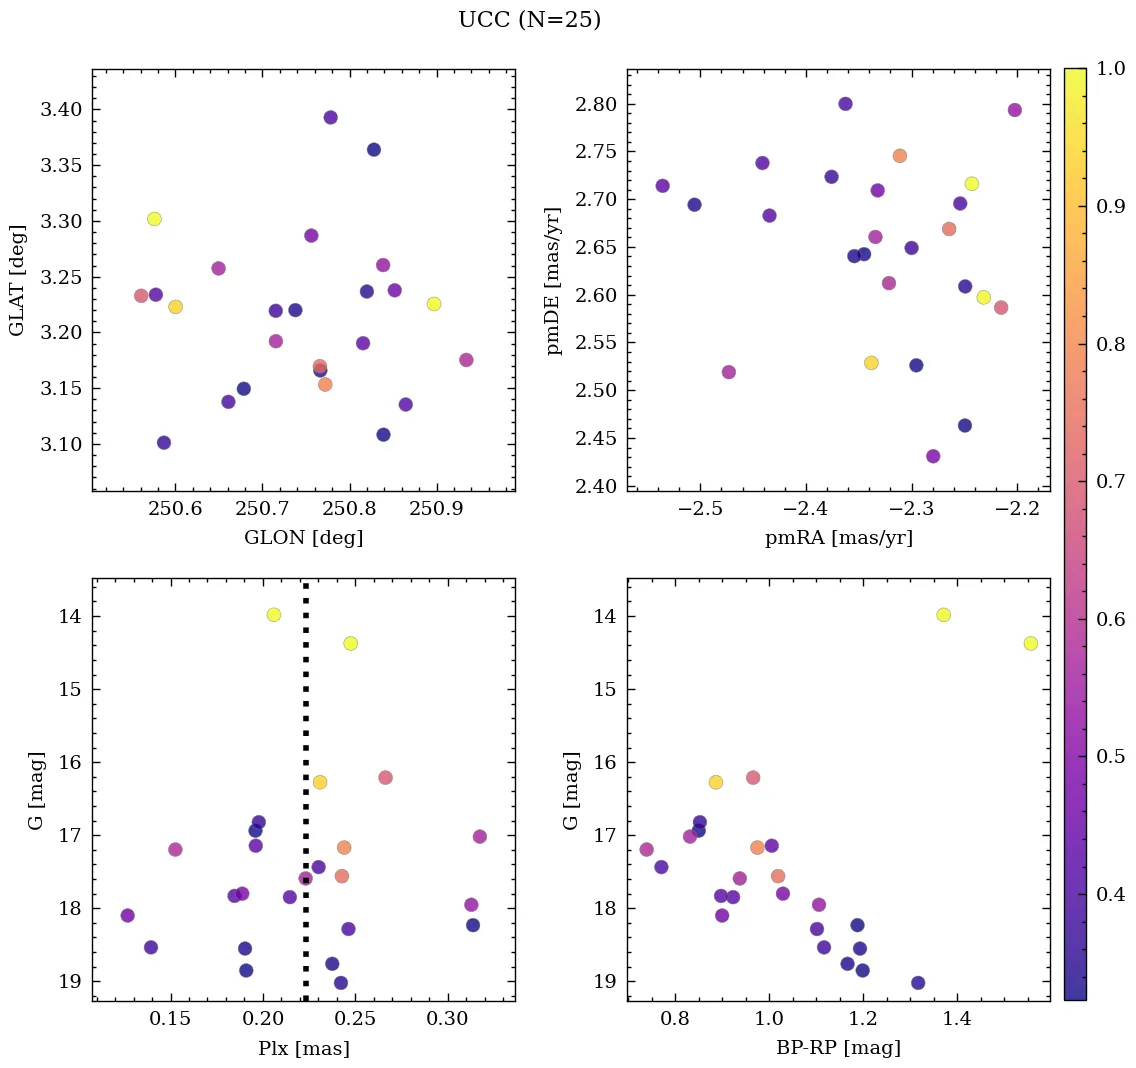 UCC (N=25)
3.40
3.35
3.30
3.25
3.20
3.15
3.10
GLAT [deg]
250.6 250.7 250.8 250.9
GLON [deg]
2.80
2.75
2.70
2.65
2.60
2.55
2.50
2.45
2.40
pmDE [mas/yr]
−2.5 −2.4 −2.3 −2.2
pmRA [mas/yr]
14
15
16
17
18
19
G [mag]
0.15 0.20 0.25 0.30
Plx [mas]
14
15
16
17
18
19
G [mag]
0.8 1.0 1.2 1.4
BP-RP [mag]
1.0
0.9
0.8
0.7
0.6
0.5
0.4